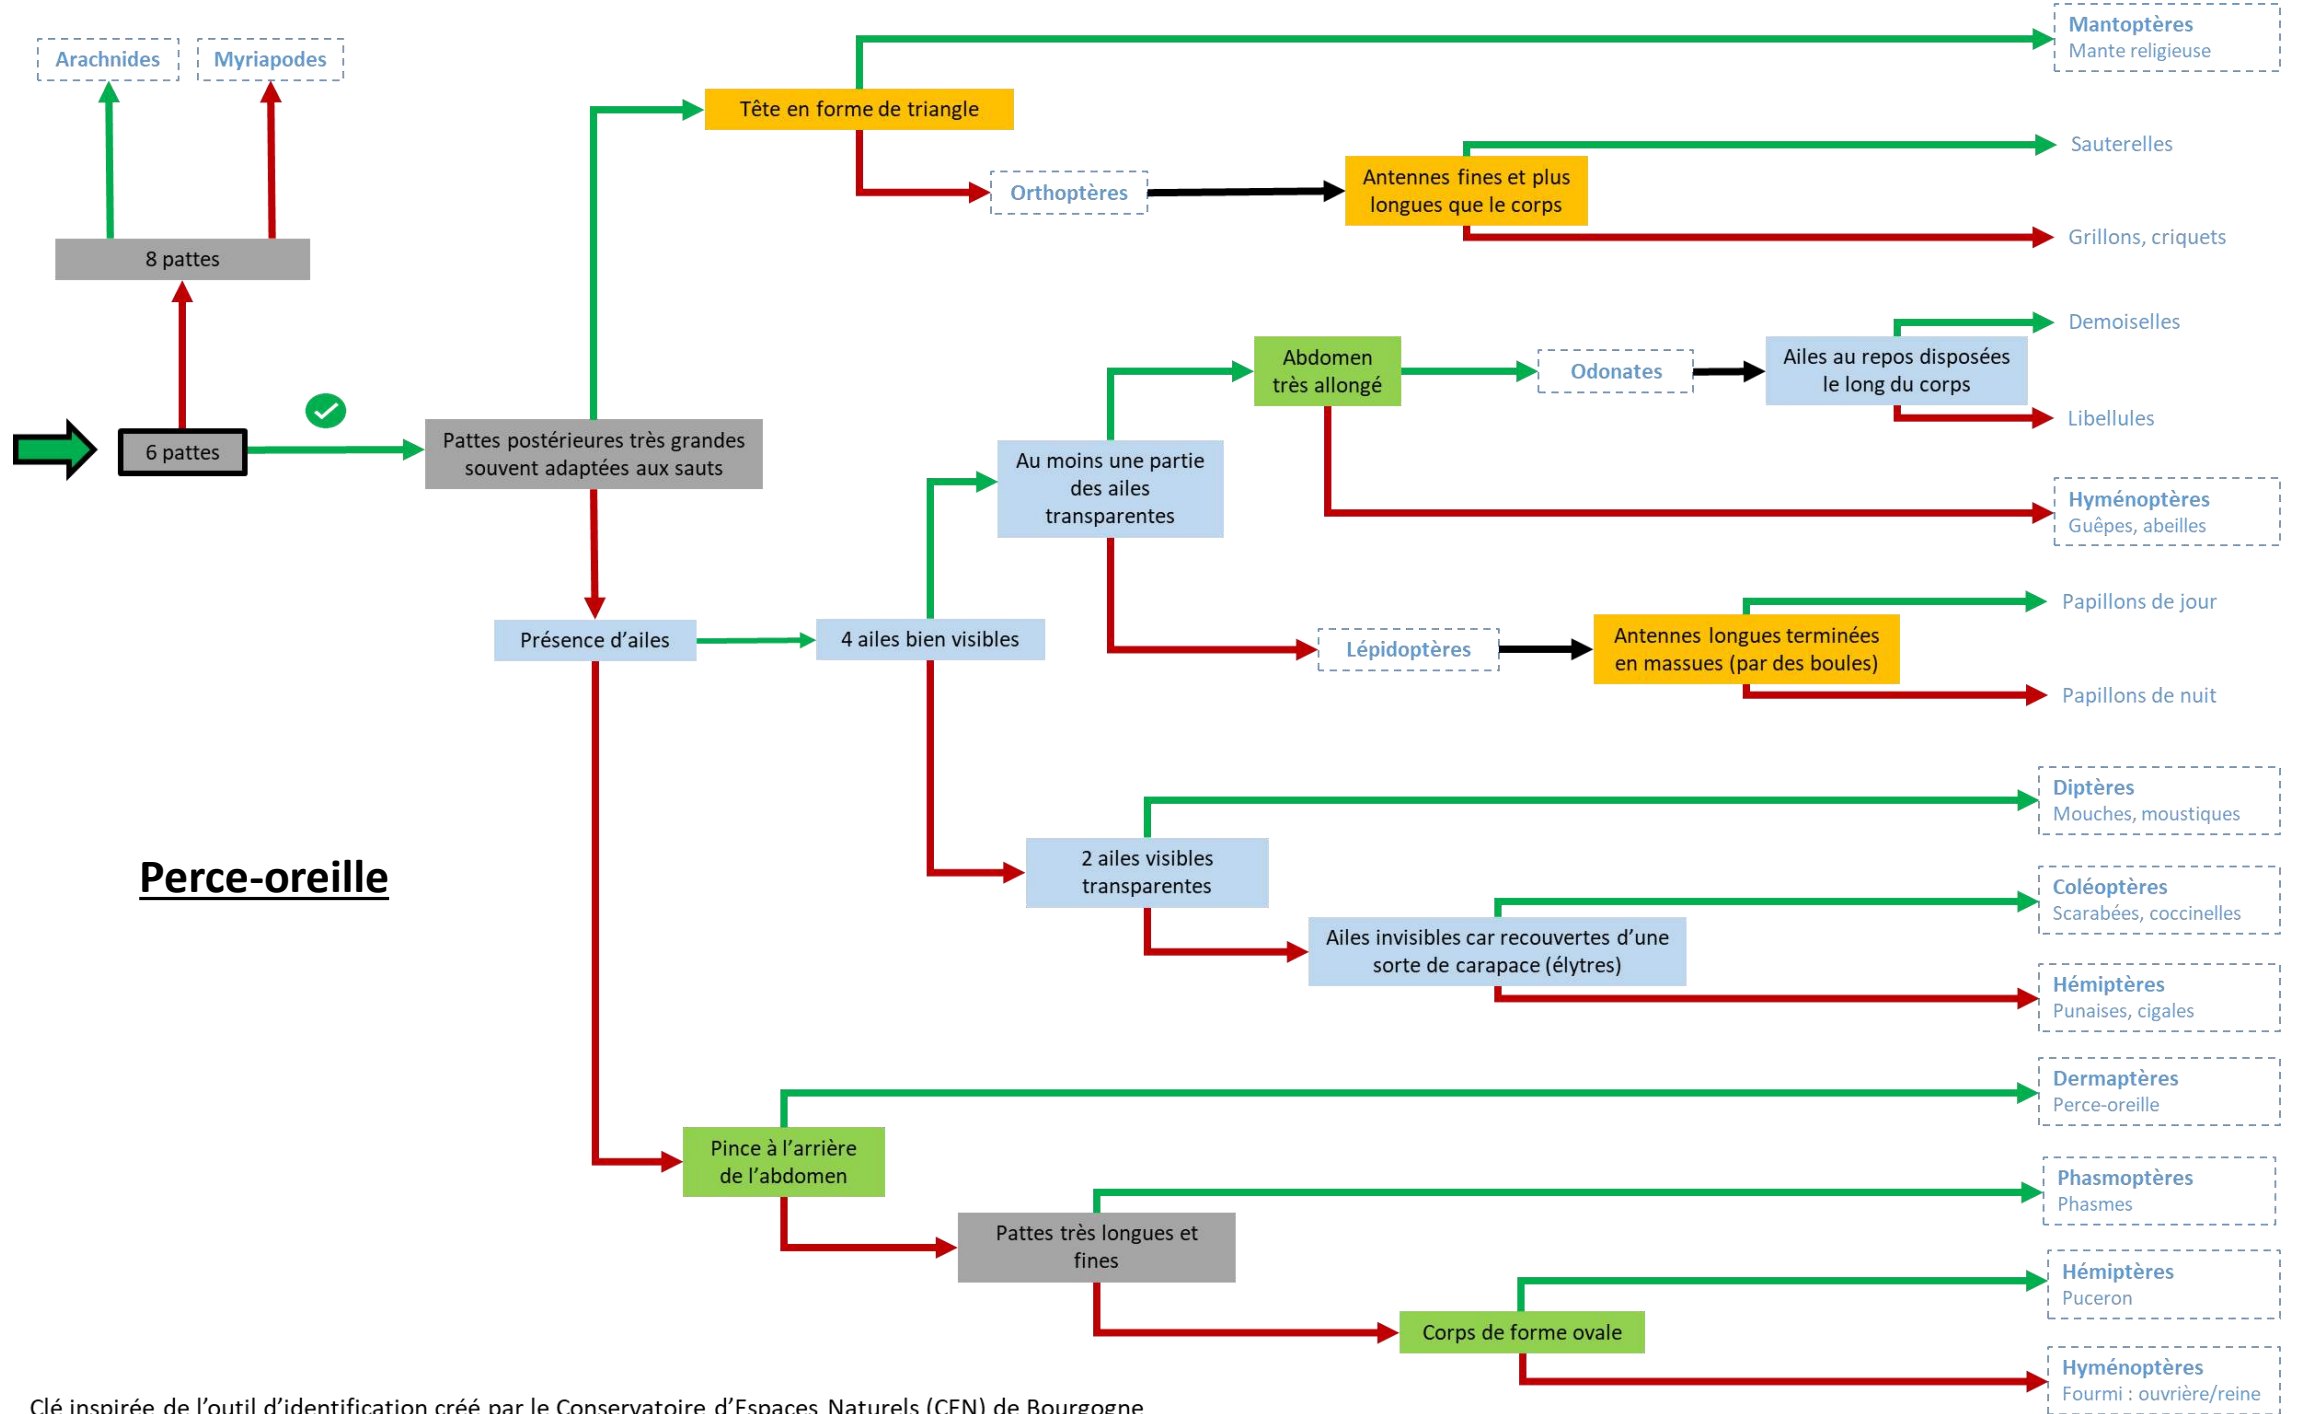 Arachnides
Myriapodes
8 pattes
6 pattes
Pattes postérieures très grandes
souvent adaptées aux sauts
Tête en forme de triangle
Mantoptères
Mante religieuse
Orthoptères
Antennes fines et plus
longues que le corps
Sauterelles
Grillons, criquets
Présence d’ailes
4 ailes bien visibles
Au moins une partie
des ailes
transparentes
Abdomen
très allongé
Odonates
Ailes au repos disposées
le long du corps
Demoiselles
Libellules
Hyménoptères
Guêpes, abeilles
Lépidoptères
Antennes longues terminées
en massues (par des boules)
Papillons de jour
Papillons de nuit
2 ailes visibles
transparentes
Diptères
Mouches, moustiques
Ailes invisibles car recouvertes d’une
sorte de carapace (élytres)
Coléoptères
Scarabées, coccinelles
Hémiptères
Punaises, cigales
Perce-oreille
Pince à l’arrière
de l’abdomen
Dermaptères
Perce-oreille
Pattes très longues et
fines
Phasmoptères
Phasmes
Corps de forme ovale
Hémiptères
Puceron
Hyménoptères
Fourmi : ouvrière/reine
Clé inspirée de l’outil d’identification créé par le Conservatoire d’Espaces Naturels (CEN) de Bourgogne